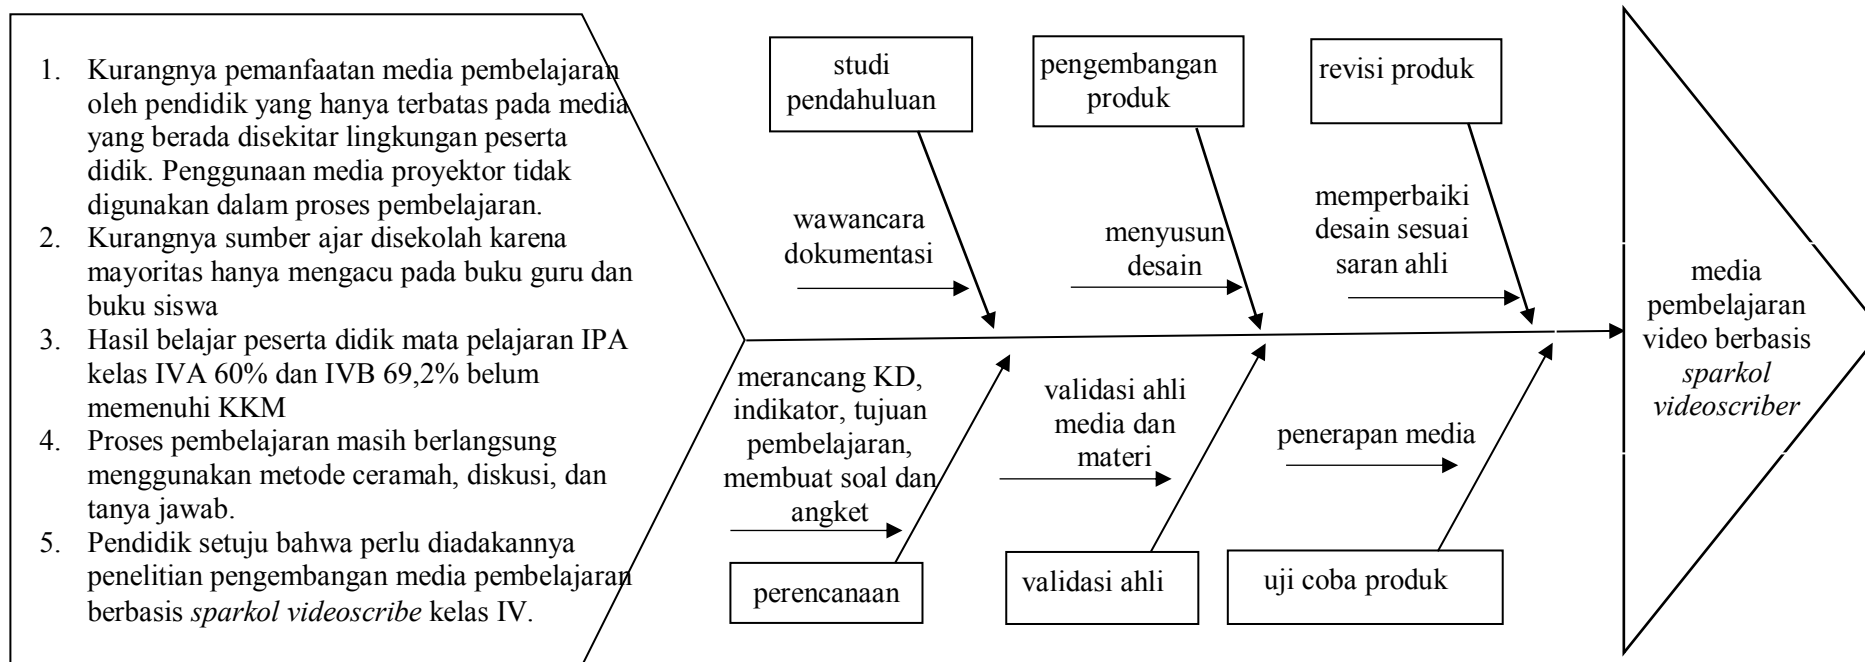 1. Kurangnya pemanfaatan media pembelajaran
oleh pendidik yang hanya terbatas pada media
yang berada disekitar lingkungan peserta
didik. Penggunaan media proyektor tidak
digunakan dalam proses pembelajaran.
2. Kurangnya sumber ajar disekolah karena
mayoritas hanya mengacu pada buku guru dan
buku siswa
3. Hasil belajar peserta didik mata pelajaran IPA
kelas IVA 60% dan IVB 69,2% belum
memenuhi KKM
4. Proses pembelajaran masih berlangsung
menggunakan metode ceramah, diskusi, dan
tanya jawab.
5. Pendidik setuju bahwa perlu diadakannya
penelitian pengembangan media pembelajaran
berbasis sparkol videoscribe kelas IV.
studi
pendahuluan
wawancara
dokumentasi
pengembangan
produk
menyusun
desain
revisi produk
memperbaiki
desain sesuai
saran ahli
merancang KD,
indikator, tujuan
pembelajaran,
membuat soal dan
angket
perencanaan
validasi ahli
media dan
materi
validasi ahli
penerapan media
uji coba produk
media
pembelajaran
video berbasis
sparkol
videoscriber